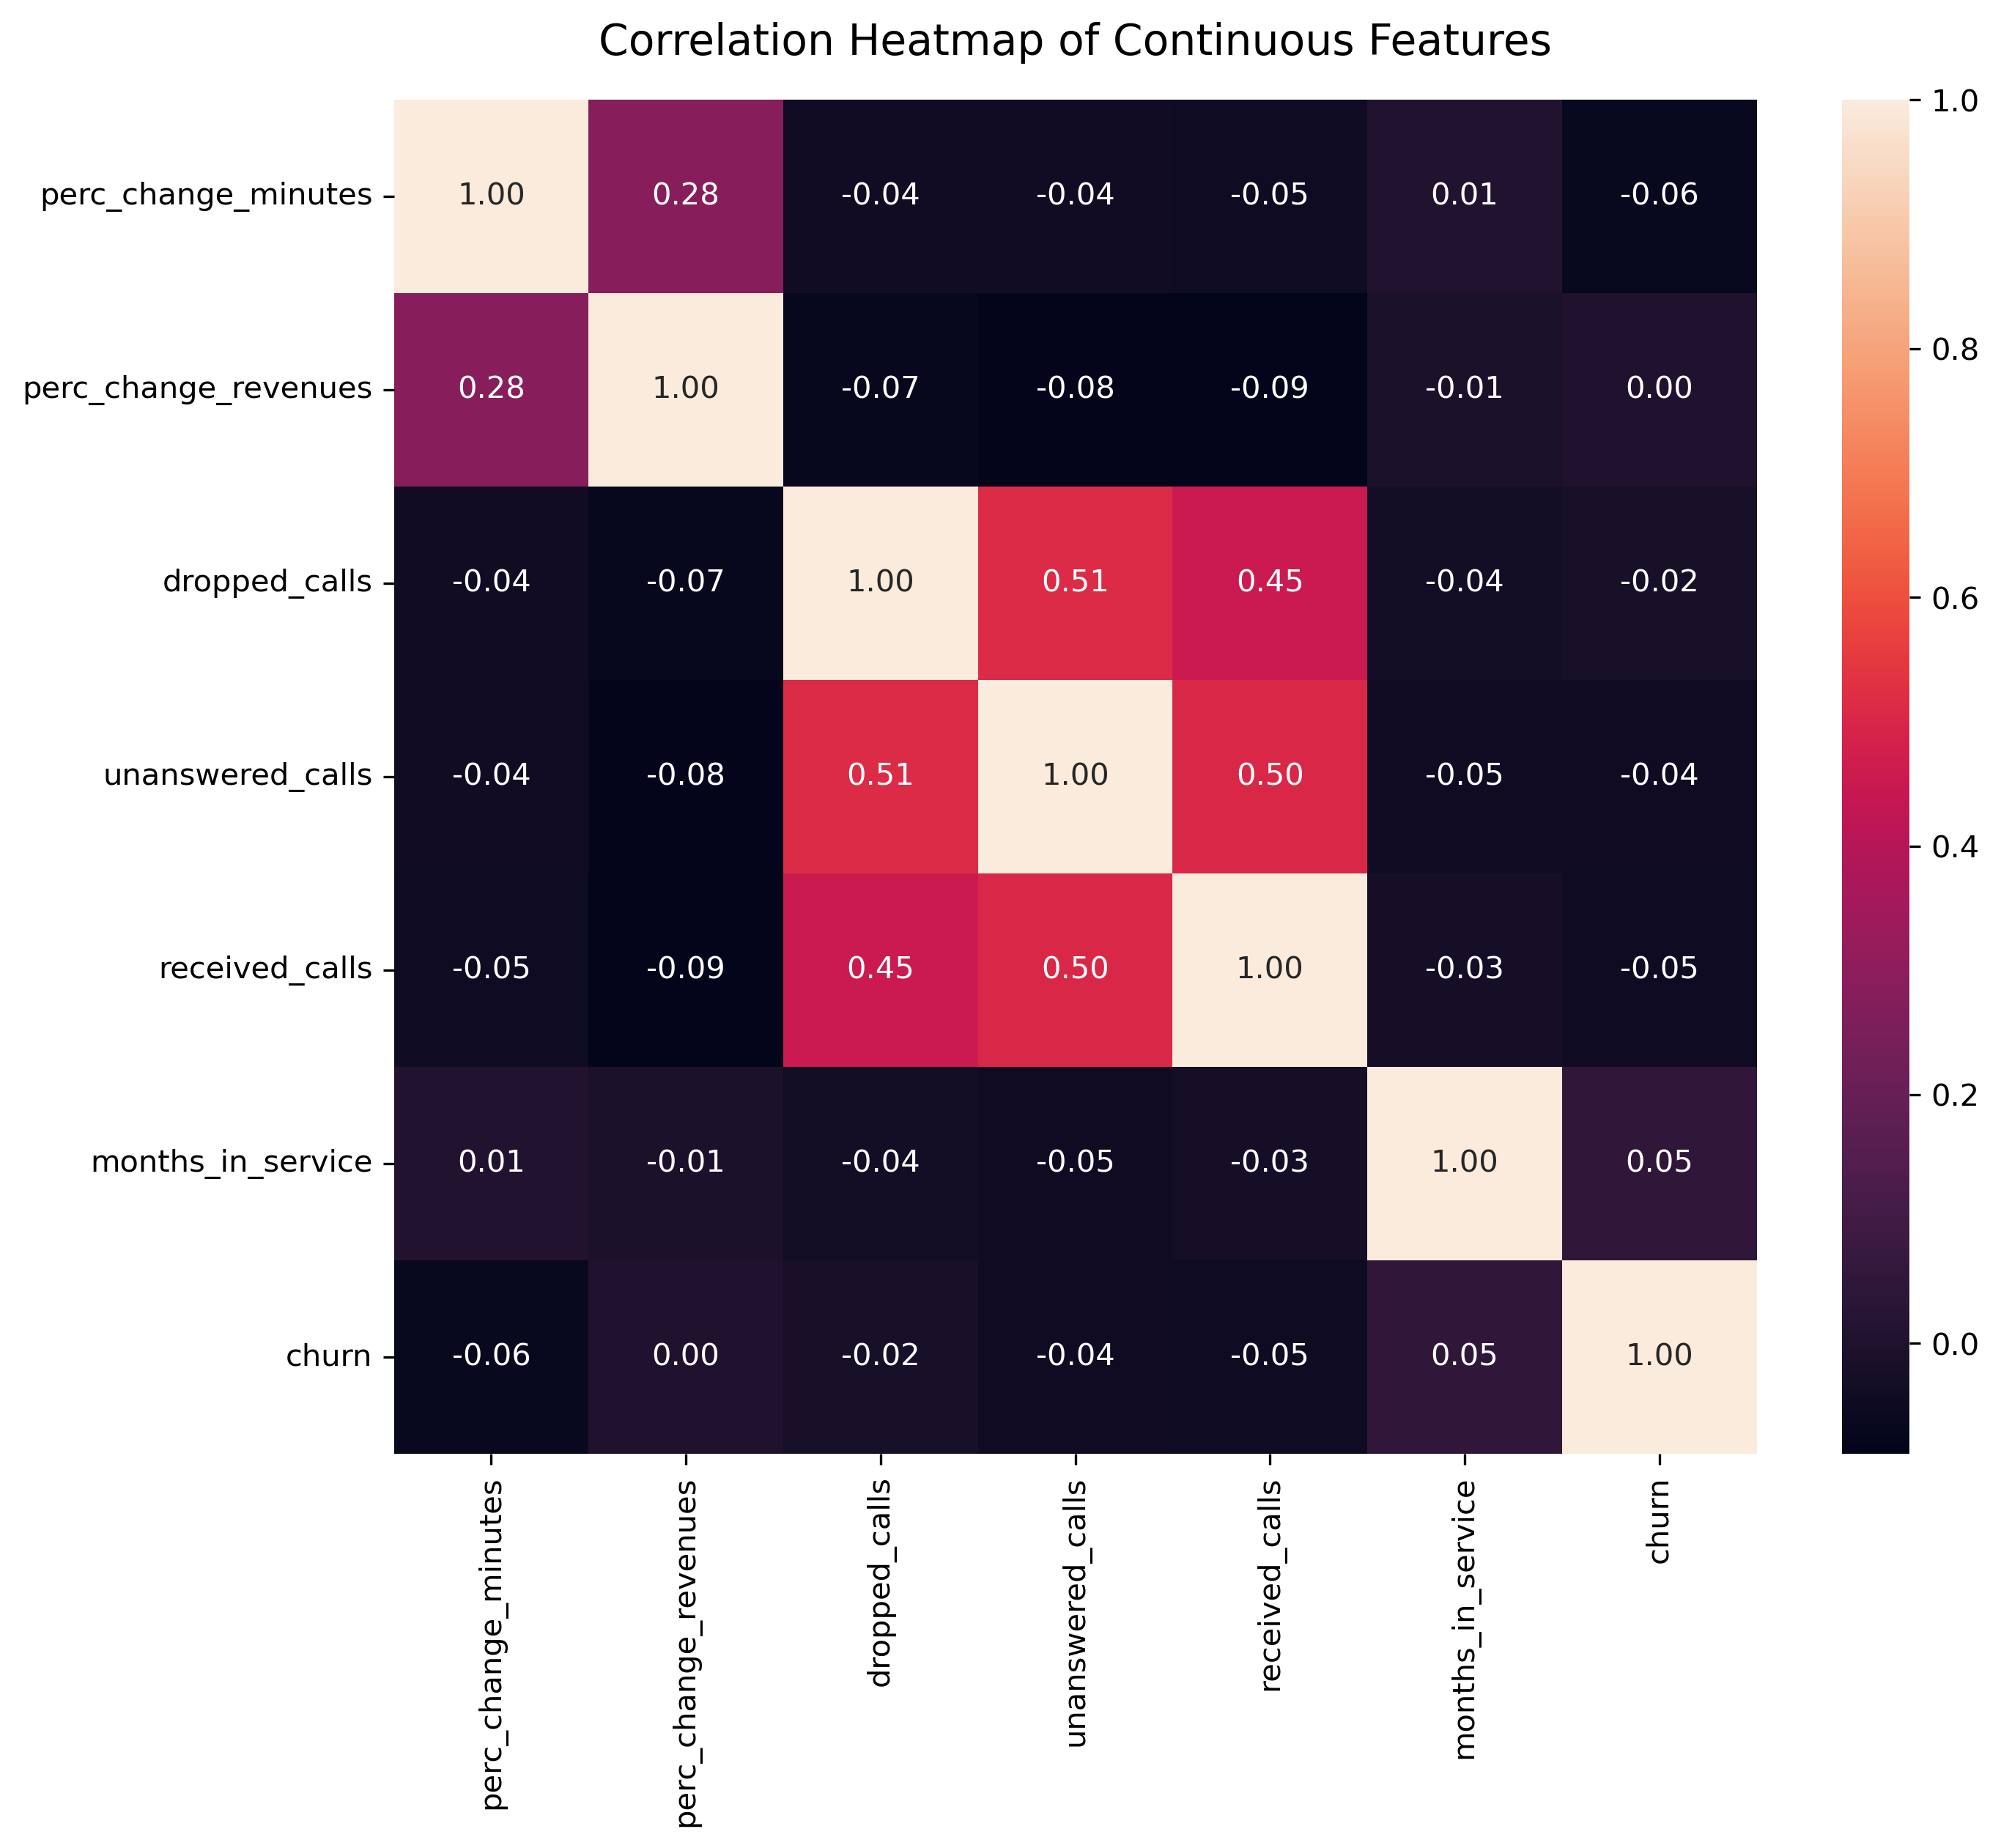 Correlation Heatmap of Continuous Features
perc_change_minutes 1.00 0.28 -0.04 -0.04 -0.05 0.01 -0.06
perc_change_revenues 0.28 1.00 -0.07 -0.08 -0.09 -0.01 0.00
dropped_calls -0.04 -0.07 1.00 0.51 0.45 -0.04 -0.02
unanswered_calls -0.04 -0.08 0.51 1.00 0.50 -0.05 -0.04
received_calls -0.05 -0.09 0.45 0.50 1.00 -0.03 -0.05
months_in_service 0.01 -0.01 -0.04 -0.05 -0.03 1.00 0.05
churn -0.06 0.00 -0.02 -0.04 -0.05 0.05 1.00
perc_change_minutes
perc_change_revenues
dropped_calls
unanswered_calls
received_calls
months_in_service
churn
1.0
0.8
0.6
0.4
0.2
0.0